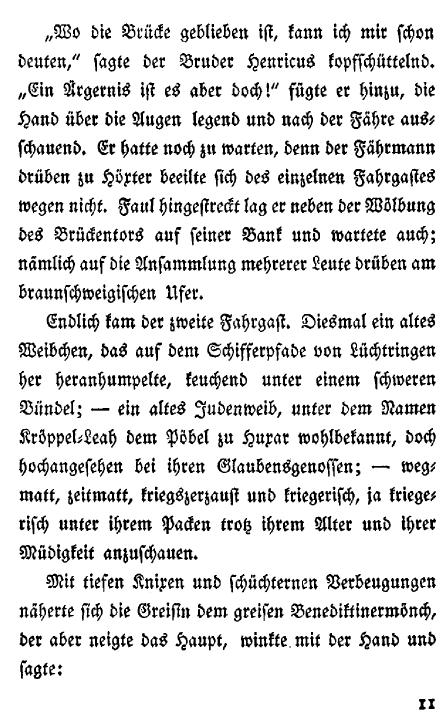 „Wo die Brücke geblieben ist, kann ich mir schon
deuten,“ sagte der Bruder Henricus kopfschüttelnd.
„Ein Ärgernis ist es aber doch!“ fügte er hinzu, die
Hand über die Augen legend und nach der Fähre aus-
schauend. Er hatte noch zu warten, denn der Fährmann
drüben zu Höxter beeilte sich des einzelnen Fahrgastes
wegen nicht. Faul hingestreckt lag er neben der Wölbung
des Brückentors auf seiner Bank und wartete auch;
nämlich auf die Ansammlung mehrerer Leute drüben am
braunschweigischen Ufer.
Endlich kam der zweite Fahrgast. Diesmal ein altes
Weibchen, das auf dem Schifferpfade von Lüchtringen
her heranhumpelte, keuchend unter einem schweren
Bündel; — ein altes Judenweib, unter dem Namen
Kröppel-Leah dem Pöbel zu Huxar wohlbekannt, doch
hochangesehen bei ihren Glaubensgenossen; — weg-
matt, zeitmatt, kriegszerzaust und kriegerisch, ja kriege-
risch unter ihrem Packen trotz ihrem Alter und ihrer
Müdigkeit anzuschauen.
Mit tiefen Knixen und schüchternen Verbeugungen
näherte sich die Greisin dem greisen Benediktinermönch,
der aber neigte das Haupt, winkte mit der Hand und
sagte:
11